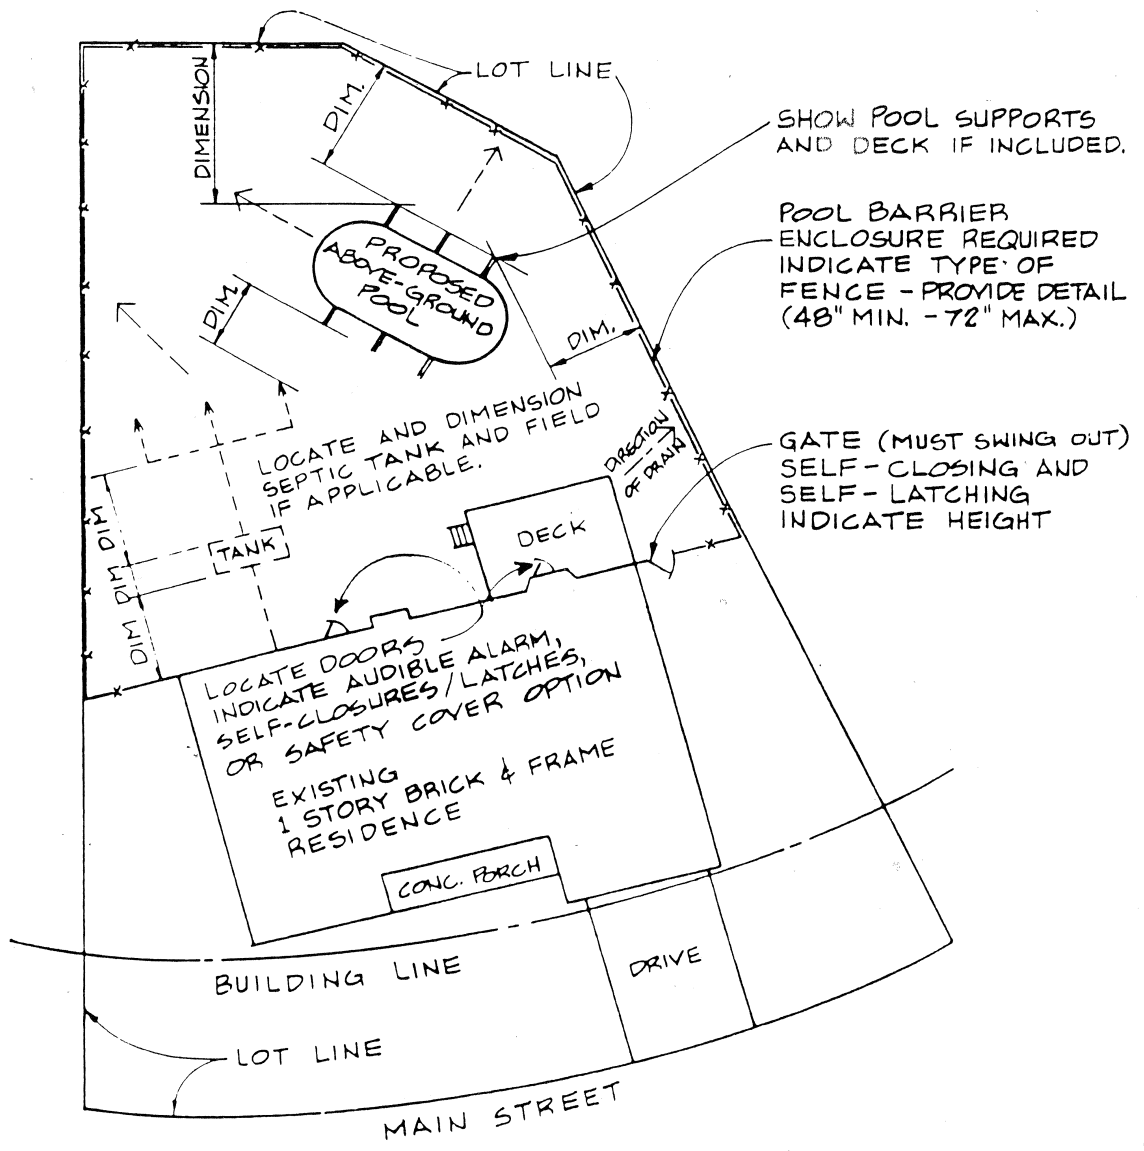 LOT LINE
DIMENSION
DIM.
SHOW POOL SUPPORTS
AND DECK IF INCLUDED.
POOL BARRIER
ENCLOSURE REQUIRED
INDICATE TYPE OF
FENCE - PROVIDE DETAIL
(48" MIN. - 72" MAX.)
PROPOSED
ABOVE-GROUND
POOL
DIM.
DIM.
LOCATE AND DIMENSION
SEPTIC TANK AND FIELD
IF APPLICABLE.
DIRECTION
OF DRAIN
GATE (MUST SWING OUT)
SELF-CLOSING AND
SELF-LATCHING
INDICATE HEIGHT
DIM
DIM
DIM
TANK
DECK
LOCATE DOORS
INDICATE AUDIBLE ALARM,
SELF-CLOSURES/LATCHES,
OR SAFETY COVER OPTION
EXISTING
1 STORY BRICK & FRAME
RESIDENCE
CONC. PORCH
BUILDING LINE
DRIVE
LOT LINE
MAIN STREET